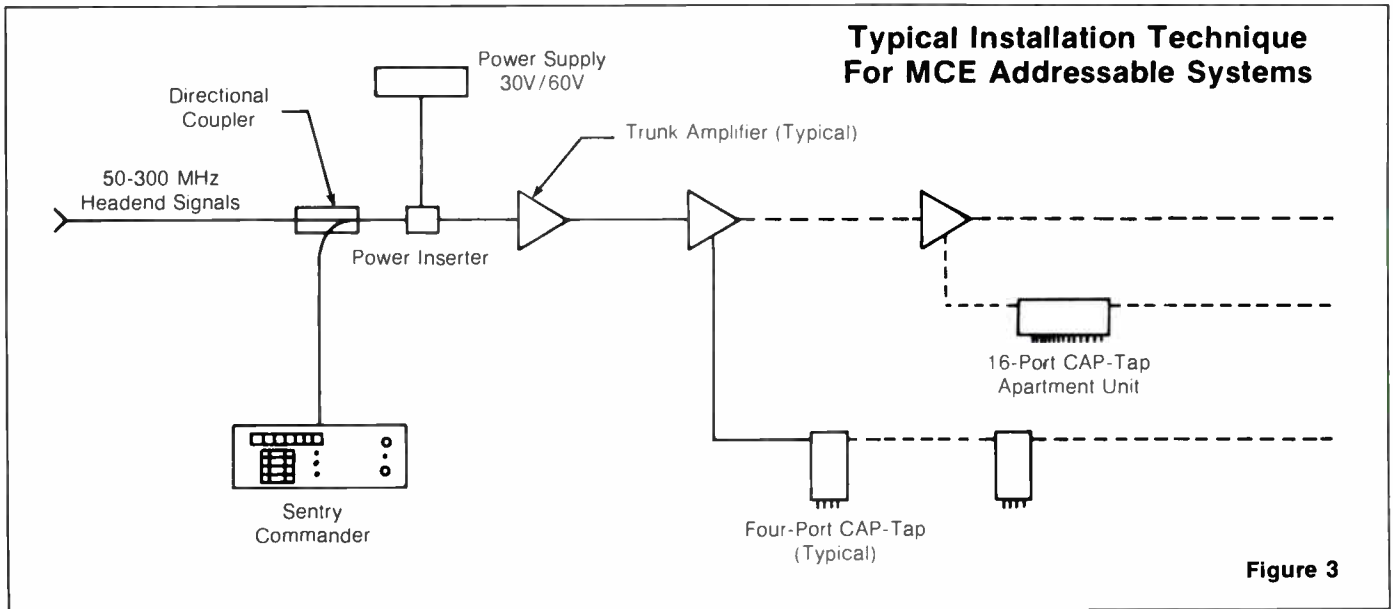 Typical Installation Technique
For MCE Addressable Systems
Power Supply
30V/60V
Directional
Coupler
Trunk Amplifier (Typical)
50-300 MHz
Headend Signals
Power Inserter
16-Port CAP-Tap
Apartment Unit
Sentry
Commander
Four-Port CAP-Tap
(Typical)
Figure 3